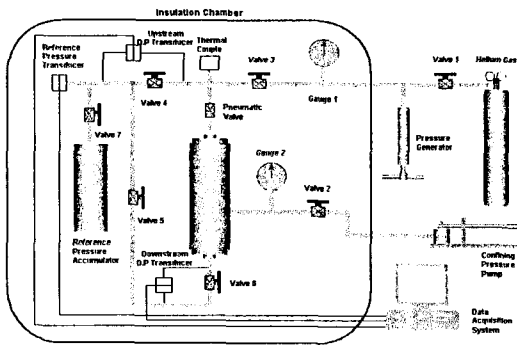 Insulation Chamber
Upstream
D.P Transducer
Thermal
Couple
Reference
Pressure
Transducer
Valve 4
Valve 3
Gauge 1
Valve 1
Helium Gas
Pneumatic
Valve
Valve 7
Pressure
Generator
Gauge 2
Valve 2
Valve 5
Reference
Pressure
Accumulator
Downstream
D.P Transducer
Valve 6
Confining
Pressure
Pump
Data
Acquisition
System